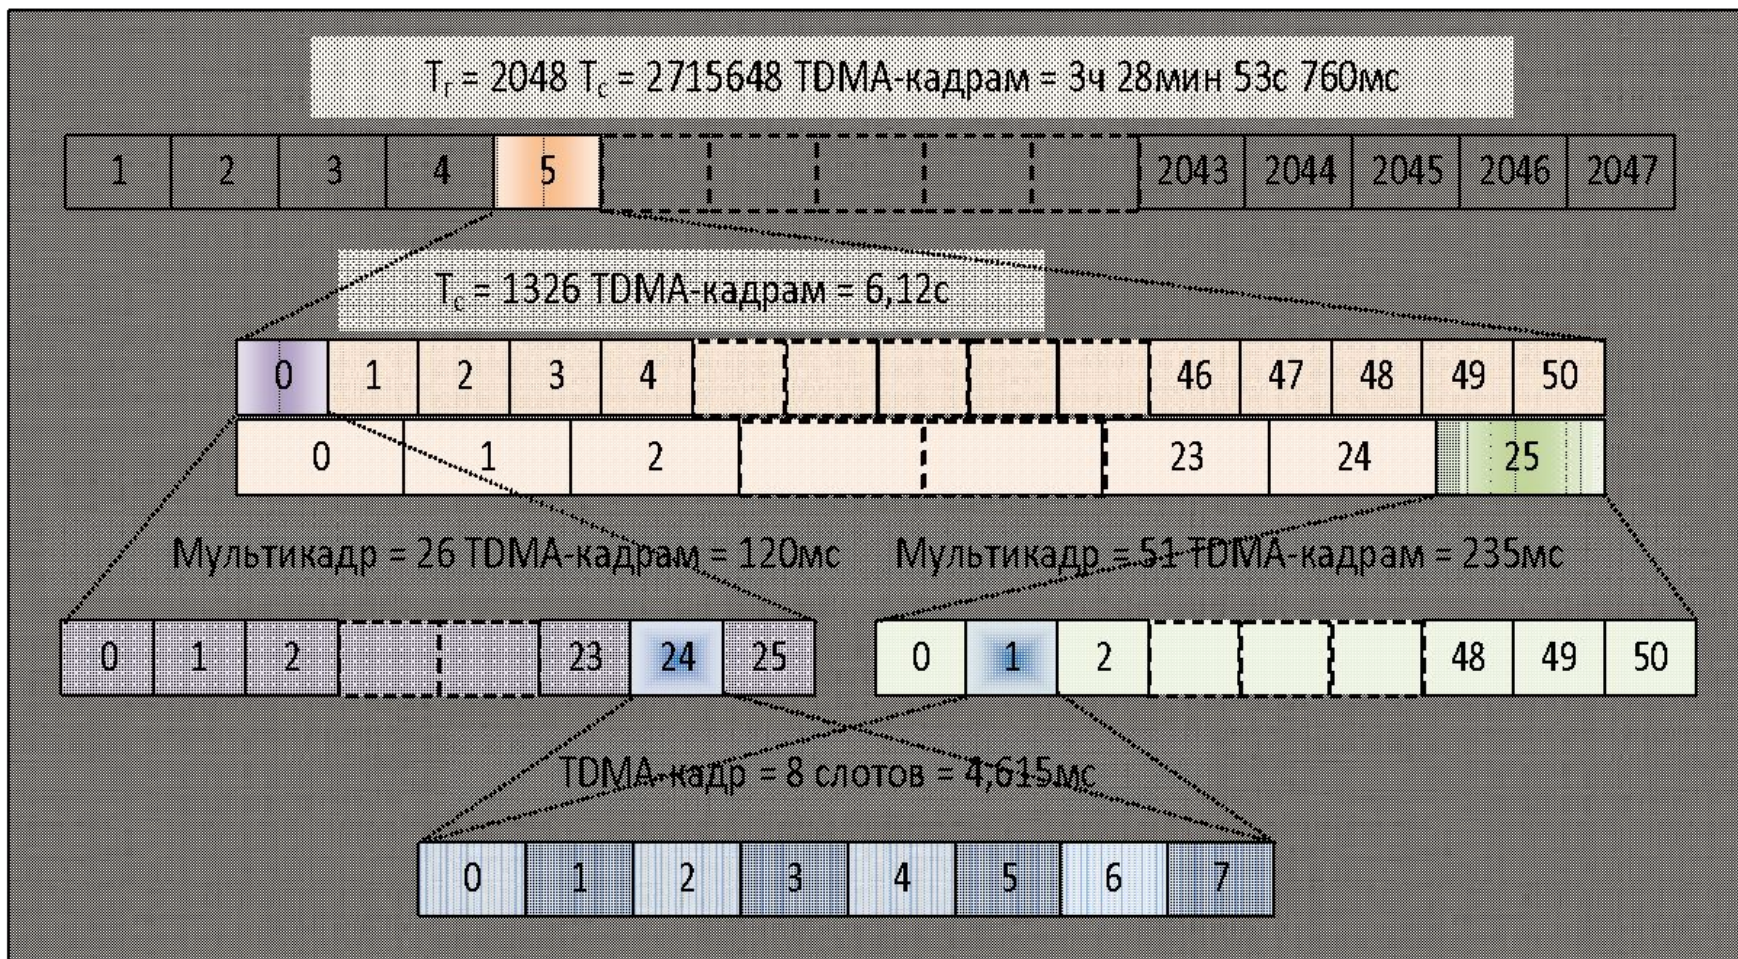 Tг = 2048 Tс = 2715648 TDMA-кадрам = 3ч 28мин 53с 760мс
1 2 3 4 5 2043 2044 2045 2046 2047
Tс = 1326 TDMA-кадрам = 6,12с
0 1 2 3 4 46 47 48 49 50
0 1 2 23 24 25
Мультикадр = 26 TDMA-кадрам = 120мс Мультикадр = 51 TDMA-кадрам = 235мс
0 1 2 23 24 25 0 1 2 48 49 50
TDMA-кадр = 8 слотов = 4,615мс
0 1 2 3 4 5 6 7